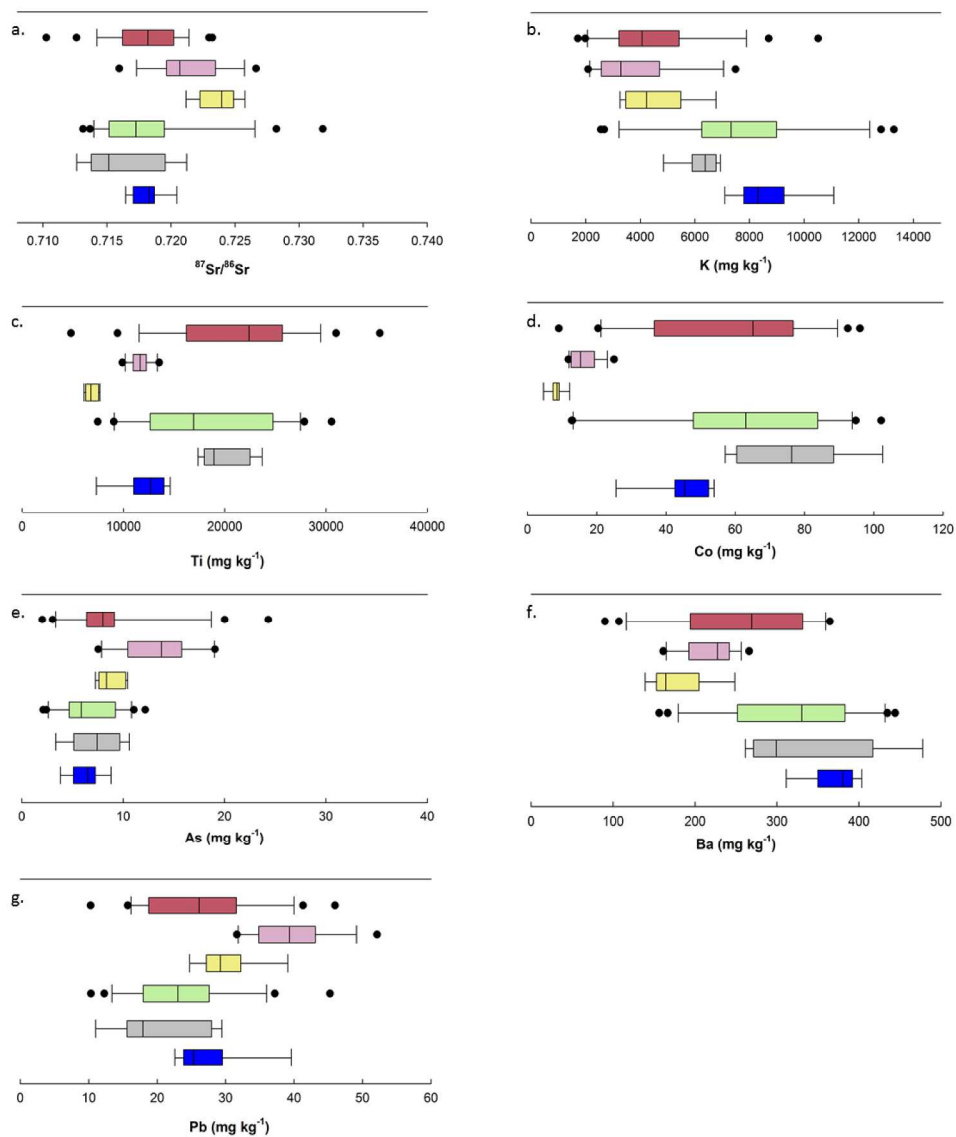 a.
0.710 0.715 0.720 0.725 0.730 0.735 0.740
⁸⁷Sr/⁸⁶Sr
b.
0 2000 4000 6000 8000 10000 12000 14000
K (mg kg⁻¹)
c.
0 10000 20000 30000 40000
Ti (mg kg⁻¹)
d.
0 20 40 60 80 100 120
Co (mg kg⁻¹)
e.
0 10 20 30 40
As (mg kg⁻¹)
f.
0 100 200 300 400 500
Ba (mg kg⁻¹)
g.
0 10 20 30 40 50 60
Pb (mg kg⁻¹)